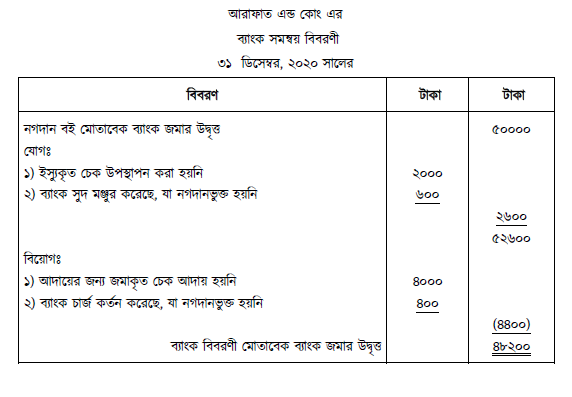 আরাফাত এন্ড কোং এর
ব্যাংক সমন্বয় বিবরণী
৩১ ডিসেম্বর, ২০২০ সালের
বিবরণ টাকা টাকা
নগদান বই মোতাবেক ব্যাংক জমার উদ্বৃত্ত ৫০০০০
যোগঃ
১) ইস্যুকৃত চেক উপস্থাপন করা হয়নি ২০০০
২) ব্যাংক সুদ মঞ্জুর করেছে, যা নগদানভুক্ত হয়নি ৬০০
২৬০০
৫২৬০০
বিয়োগঃ
১) আদায়ের জন্য জমাকৃত চেক আদায় হয়নি ৪০০০
২) ব্যাংক চার্জ কর্তন করেছে, যা নগদানভুক্ত হয়নি ৪০০
(৪৪০০)
ব্যাংক বিবরণী মোতাবেক ব্যাংক জমার উদ্বৃত্ত ৪৮২০০